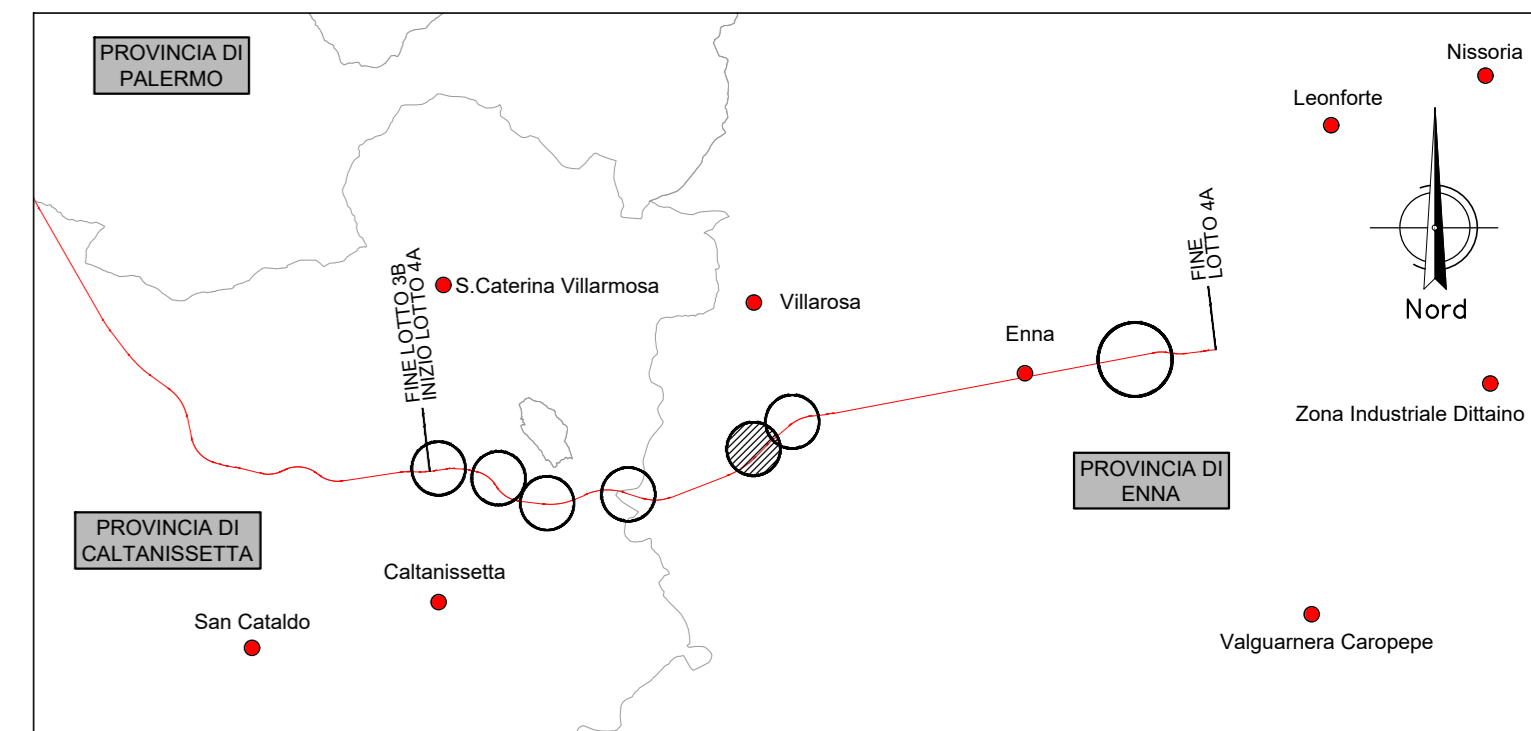 PROVINCIA DI
PALERMO
Nissoria
Leonforte
Nord
FINE
LOTTO 4A
S.Caterina Villarmosa
FINE LOTTO 3B
INIZIO LOTTO 4A
Villarosa
Enna
Zona Industriale Dittaino
PROVINCIA DI
ENNA
PROVINCIA DI
CALTANISSETTA
Caltanissetta
San Cataldo
Valguarnera Caropepe